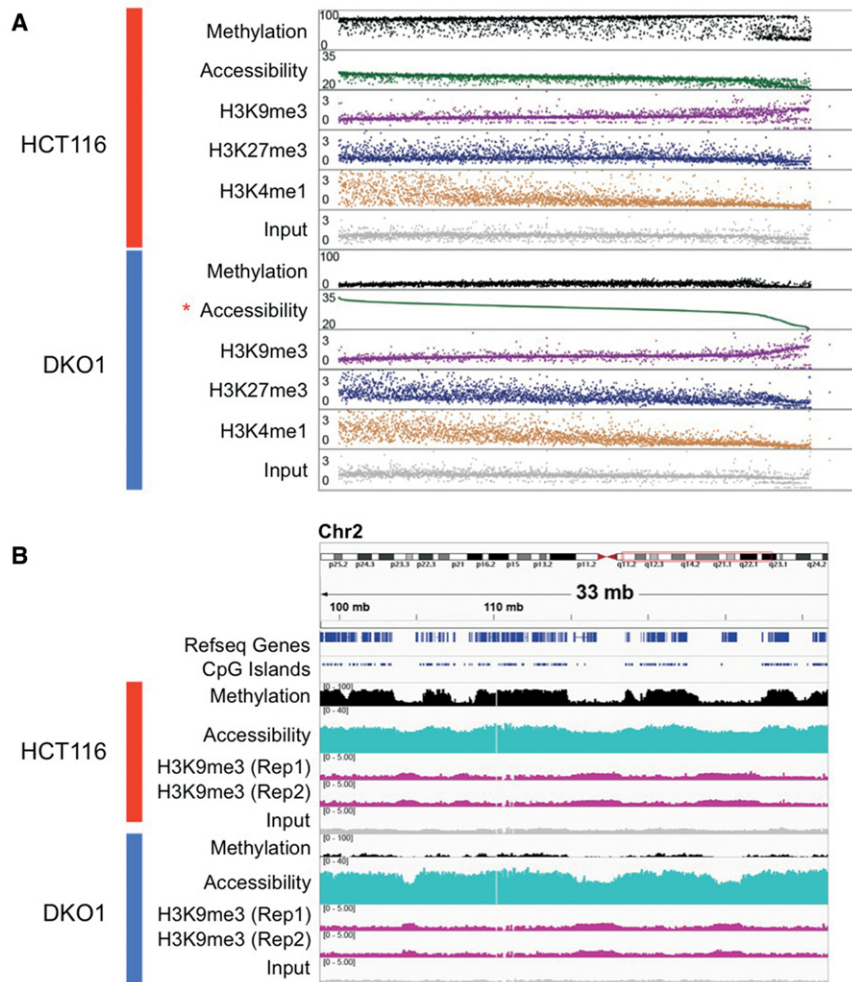 A
HCT116
Methylation
100
0
Accessibility
35
20
H3K9me3
3
0
H3K27me3
3
0
H3K4me1
3
0
Input
3
0
DKO1
Methylation
100
0
* Accessibility
35
20
H3K9me3
3
0
H3K27me3
3
0
H3K4me1
3
0
Input
3
0
B
Chr2
p25.2 p24.3 p23.3 p22.3 p21 p16.2 p15 p13.2 p11.2 q11.2 q12.3 q14.2 q21.1 q22.1 q23.1 q24.2
33 mb
100 mb 110 mb
Refseq Genes
CpG Islands
HCT116
Methylation
[0 - 100]
Accessibility
[0 - 40]
H3K9me3 (Rep1)
[0 - 5.00]
H3K9me3 (Rep2)
[0 - 5.00]
Input
[0 - 5.00]
DKO1
Methylation
[0 - 100]
Accessibility
[0 - 40]
H3K9me3 (Rep1)
[0 - 5.00]
H3K9me3 (Rep2)
[0 - 5.00]
Input
[0 - 5.00]